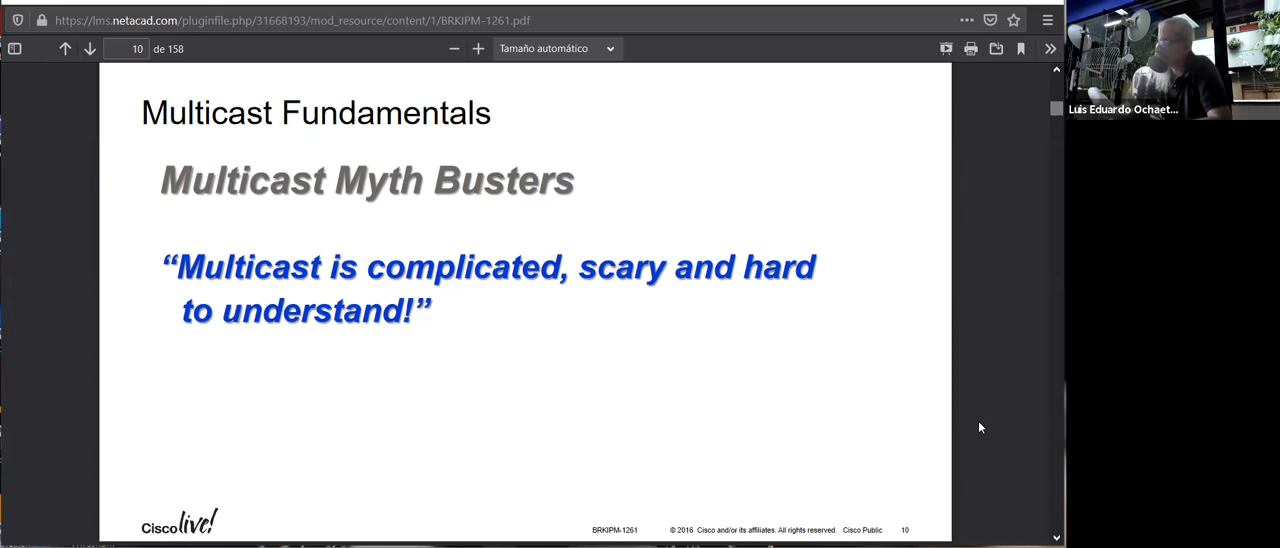 https://lms.netacad.com/pluginfile.php/31668193/mod_resource/content/1/BRKIPM-1261.pdf
10 de 158
Tamaño automático
Luis Eduardo Ochaet...
Multicast Fundamentals
Multicast Myth Busters
“Multicast is complicated, scary and hard
to understand!”
Cisco live!
BRKIPM-1261 © 2016 Cisco and/or its affiliates. All rights reserved. Cisco Public 10